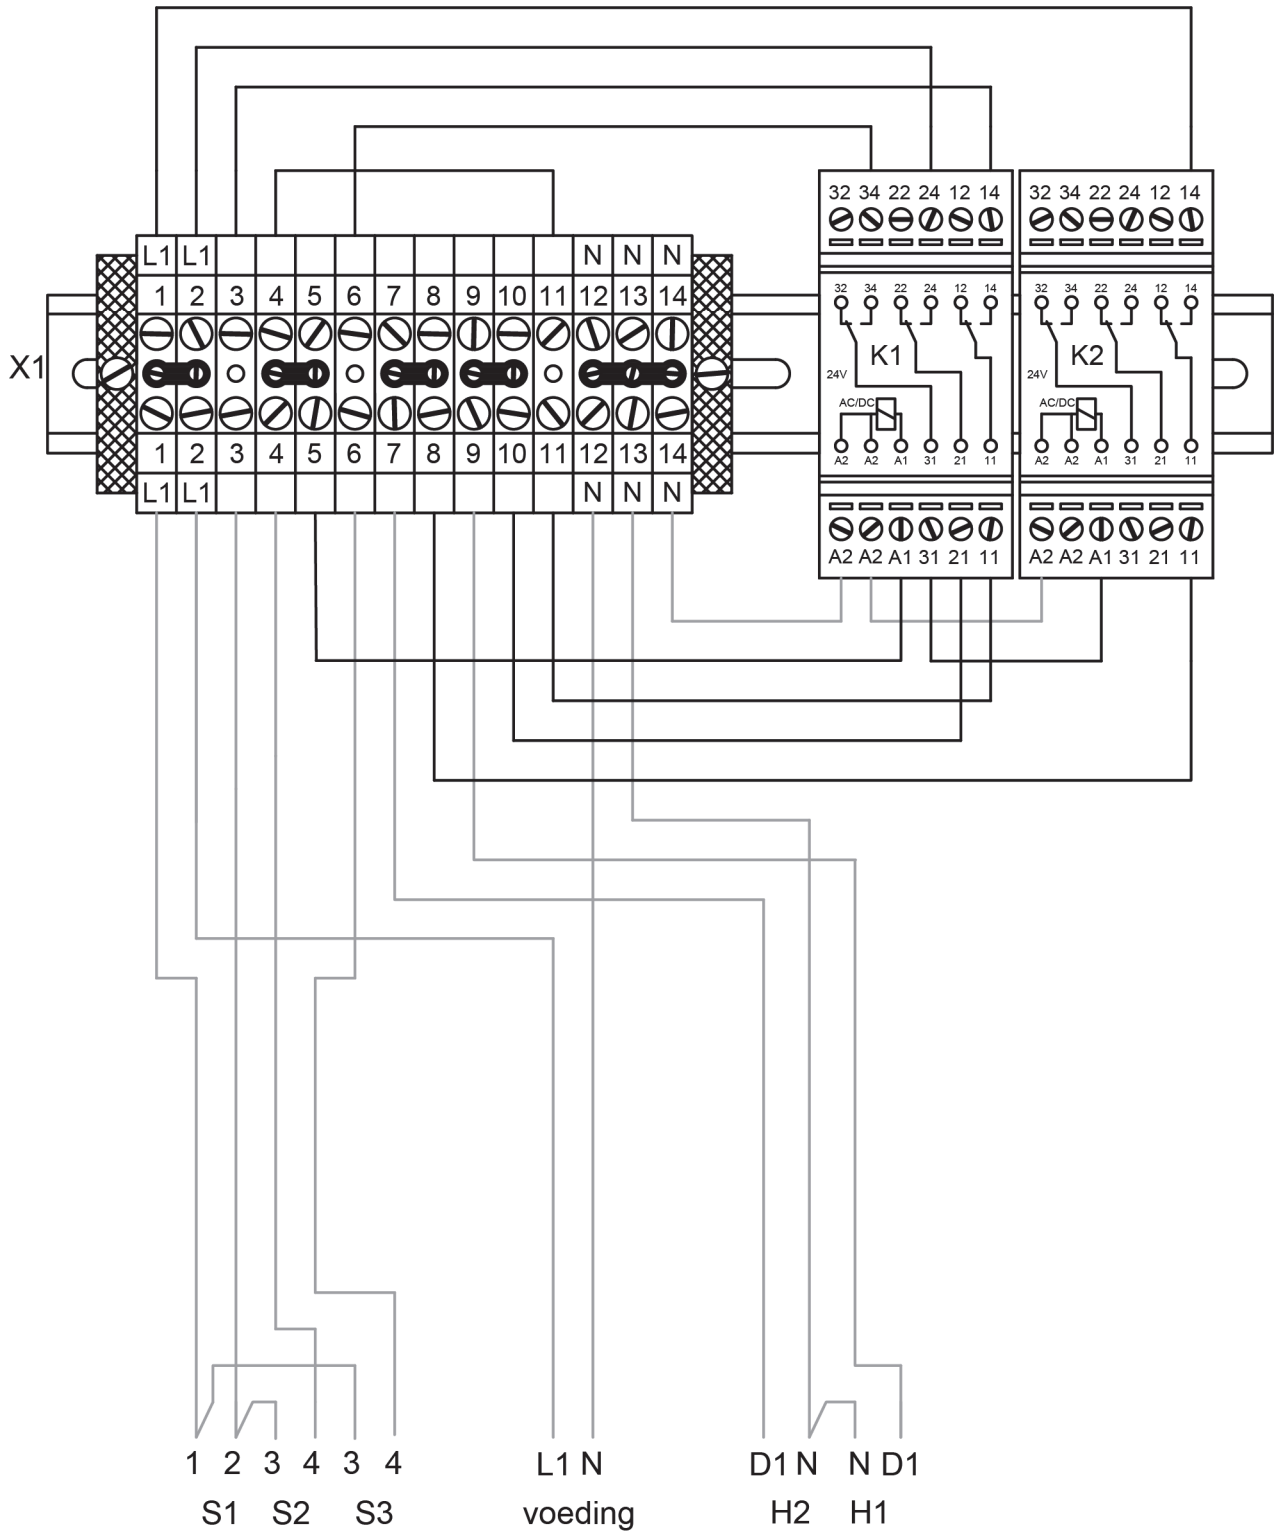 32 34 22 24 12 14 32 34 22 24 12 14
L1 L1 N N N
1 2 3 4 5 6 7 8 9 10 11 12 13 14
32 34 22 24 12 14 32 34 22 24 12 14
X1
K1 K2
24V 24V
AC/DC AC/DC
1 2 3 4 5 6 7 8 9 10 11 12 13 14
A2 A2 A1 31 21 11 A2 A2 A1 31 21 11
L1 L1 N N N
A2 A2 A1 31 21 11 A2 A2 A1 31 21 11
1 2 3 4 3 4 L1 N D1 N N D1
S1 S2 S3 voeding H2 H1